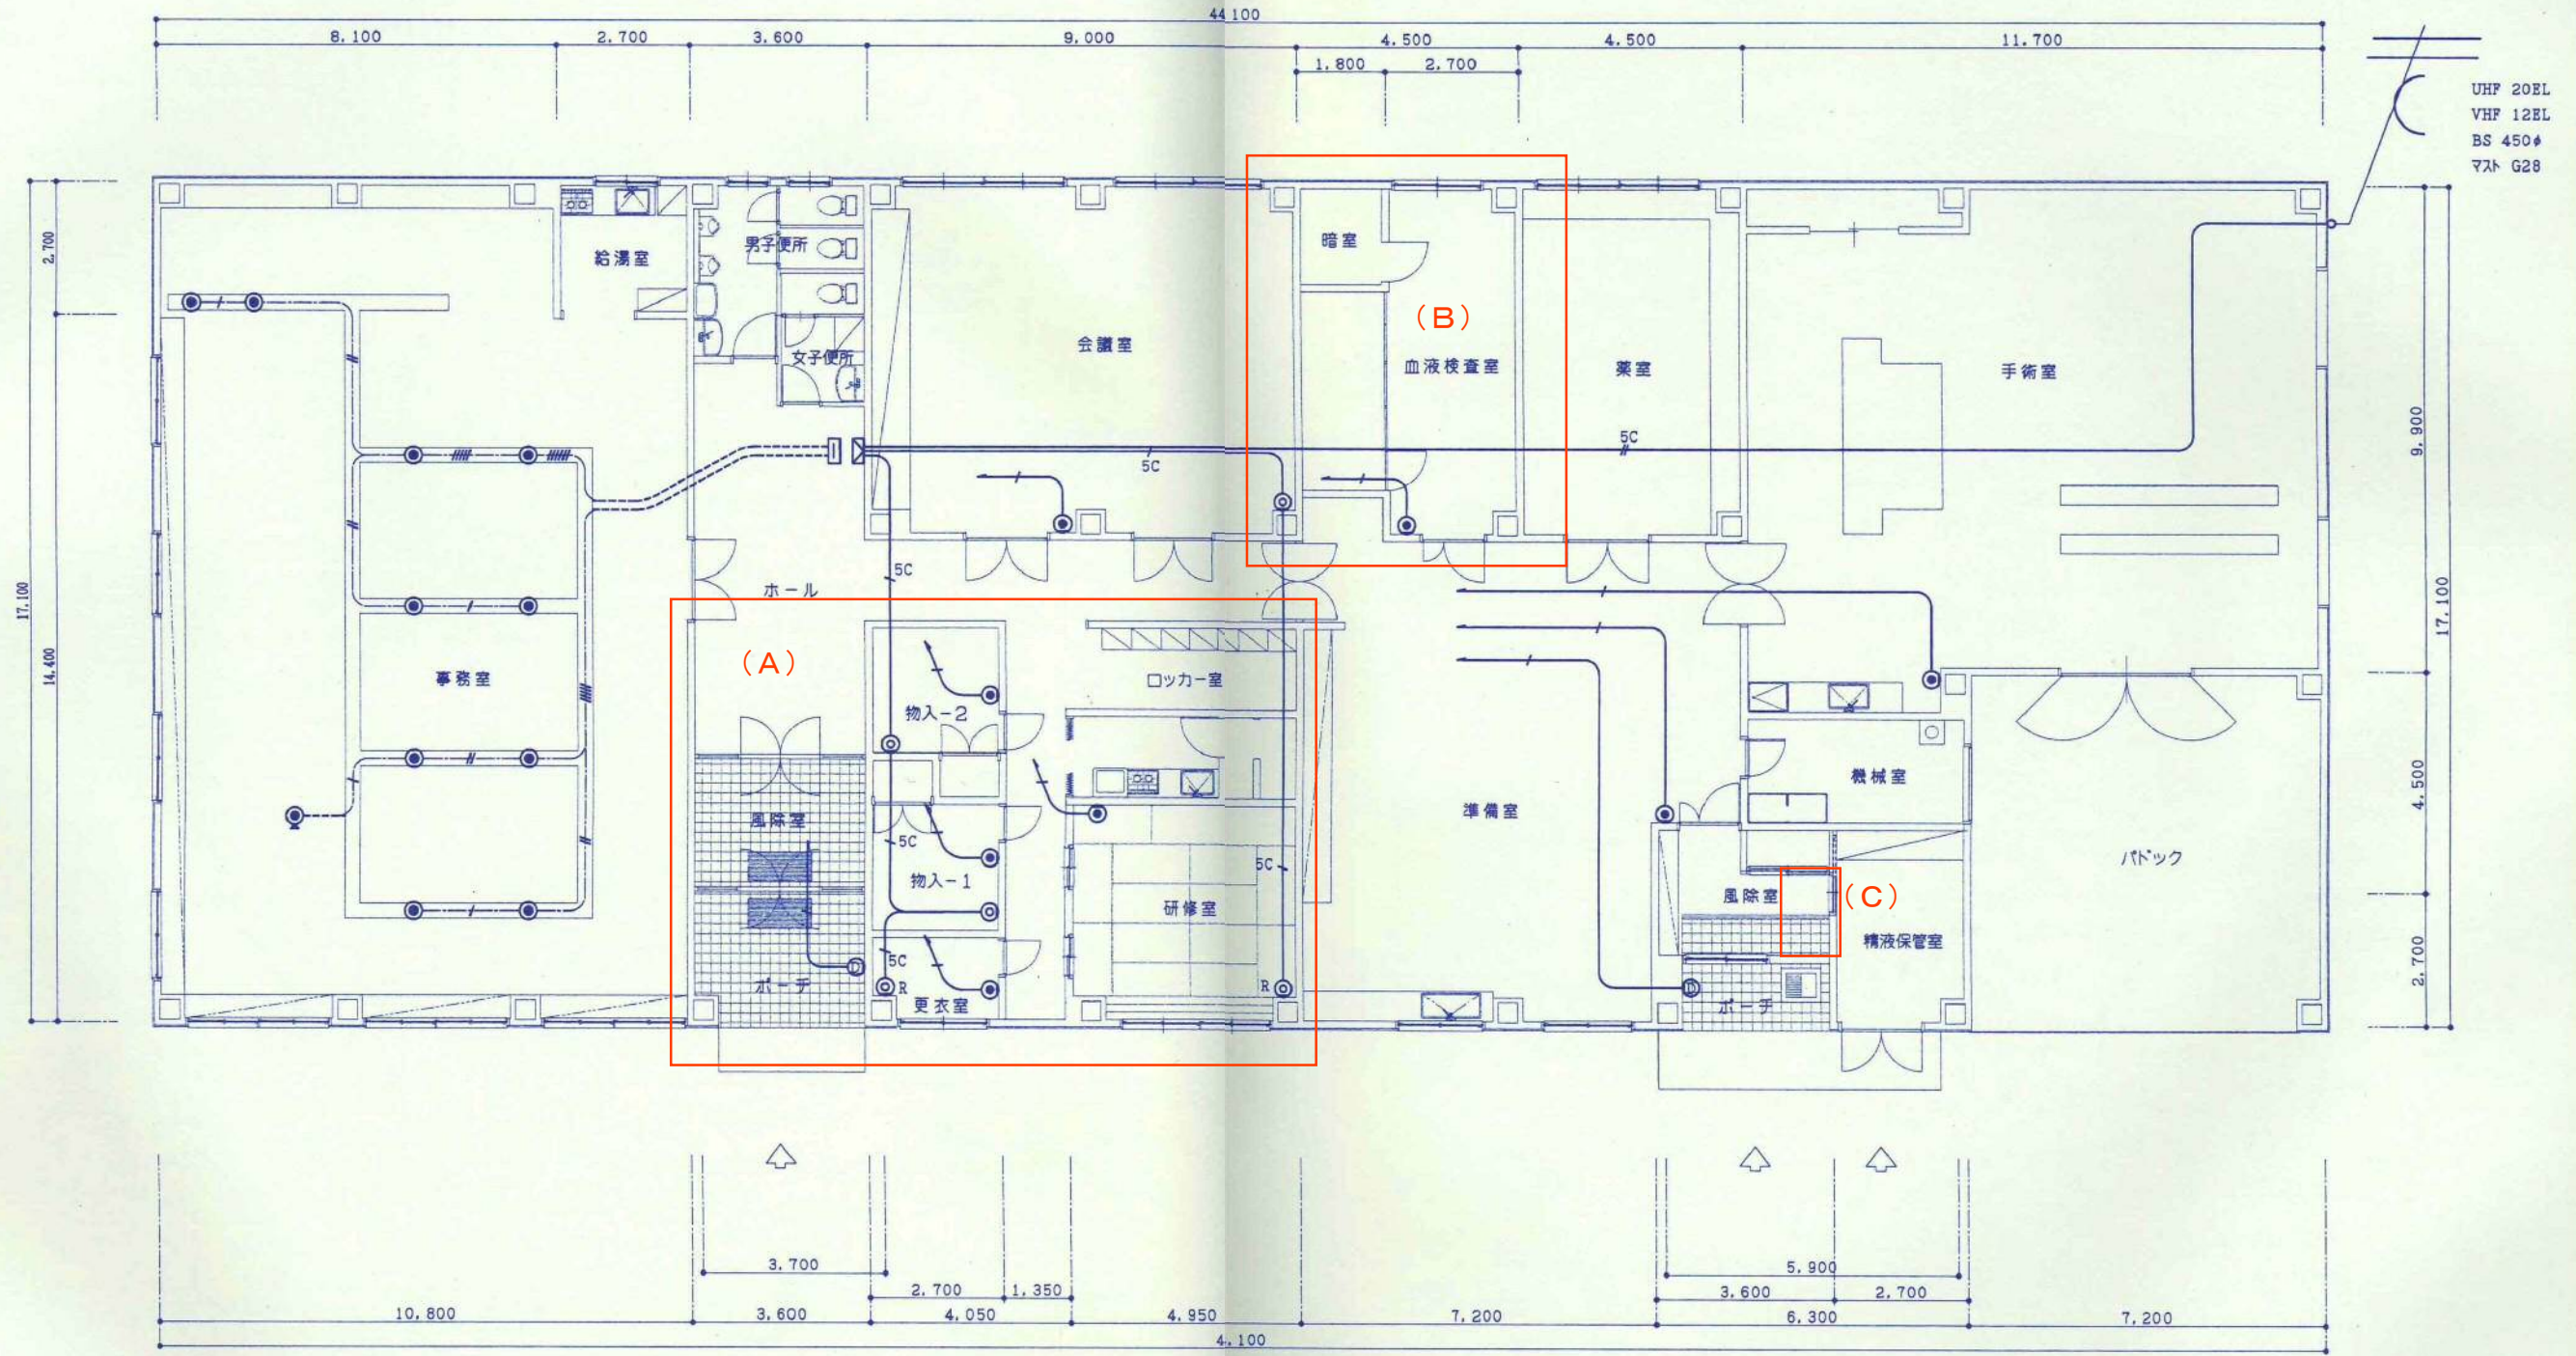 44 100
8.100
2.700
3.600
9.000
4.500
4.500
11.700
1.800
2.700
UHF 20EL
VHF 12EL
BS 450φ
マスト G28
17.100
2.700
14.400
給湯室
男子便所
女子便所
会議室
暗室
(B)
血液検査室
薬室
手術室
5C
5C
9.900
17.100
4.500
2.700
ホール
5C
(A)
事務室
物入-2
ロッカー室
風除室
5C
物入-1
研修室
5C
準備室
機械室
パドック
風除室
(C)
精液保管室
5C
R
R
ポーチ
更衣室
ポーチ
3.700
2.700
1.350
10.800
3.600
4.050
4.950
7.200
5.900
3.600
2.700
6.300
7.200
4.100